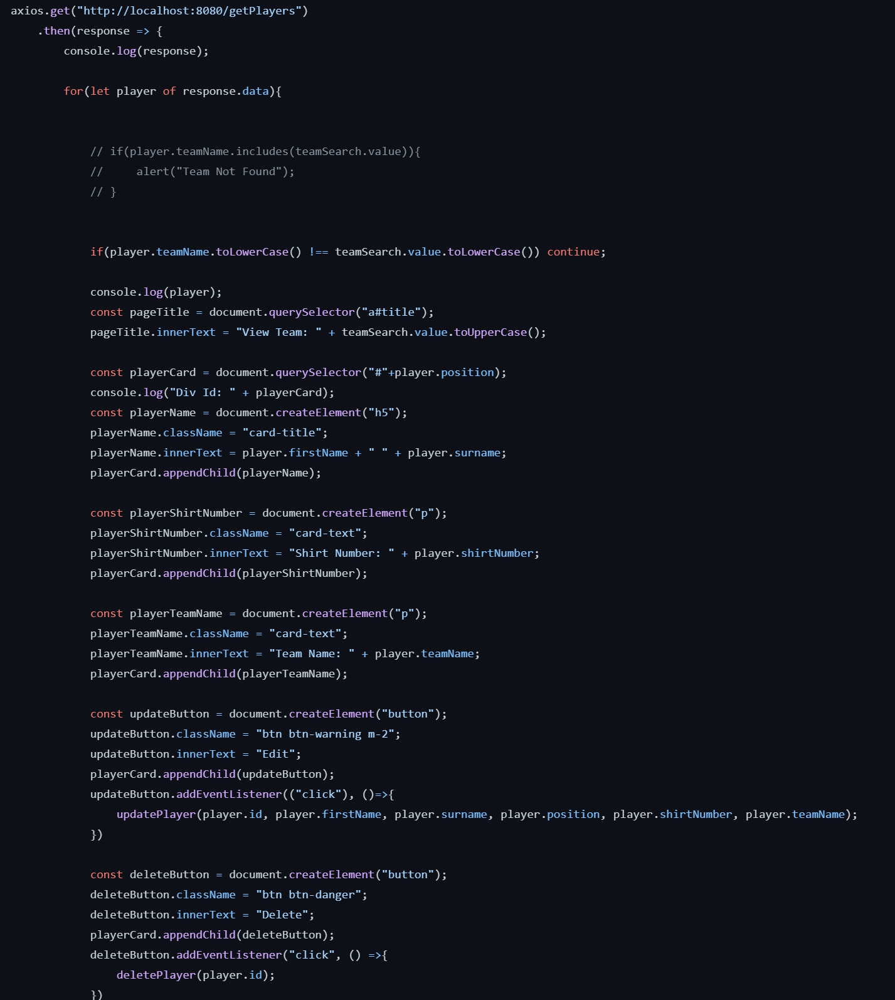 axios.get("http://localhost:8080/getPlayers")
    .then(response => {
        console.log(response);

        for(let player of response.data){


            // if(player.teamName.includes(teamSearch.value)){
            //     alert("Team Not Found");
            // }


            if(player.teamName.toLowerCase() !== teamSearch.value.toLowerCase()) continue;

            console.log(player);
            const pageTitle = document.querySelector("a#title");
            pageTitle.innerText = "View Team: " + teamSearch.value.toUpperCase();

            const playerCard = document.querySelector("#"+player.position);
            console.log("Div Id: " + playerCard);
            const playerName = document.createElement("h5");
            playerName.className = "card-title";
            playerName.innerText = player.firstName + " " + player.surname;
            playerCard.appendChild(playerName);

            const playerShirtNumber = document.createElement("p");
            playerShirtNumber.className = "card-text";
            playerShirtNumber.innerText = "Shirt Number: " + player.shirtNumber;
            playerCard.appendChild(playerShirtNumber);

            const playerTeamName = document.createElement("p");
            playerTeamName.className = "card-text";
            playerTeamName.innerText = "Team Name: " + player.teamName;
            playerCard.appendChild(playerTeamName);

            const updateButton = document.createElement("button");
            updateButton.className = "btn btn-warning m-2";
            updateButton.innerText = "Edit";
            playerCard.appendChild(updateButton);
            updateButton.addEventListener(("click"), ()=>{
                updatePlayer(player.id, player.firstName, player.surname, player.position, player.shirtNumber, player.teamName);
            })

            const deleteButton = document.createElement("button");
            deleteButton.className = "btn btn-danger";
            deleteButton.innerText = "Delete";
            playerCard.appendChild(deleteButton);
            deleteButton.addEventListener("click", () =>{
                deletePlayer(player.id);
            })